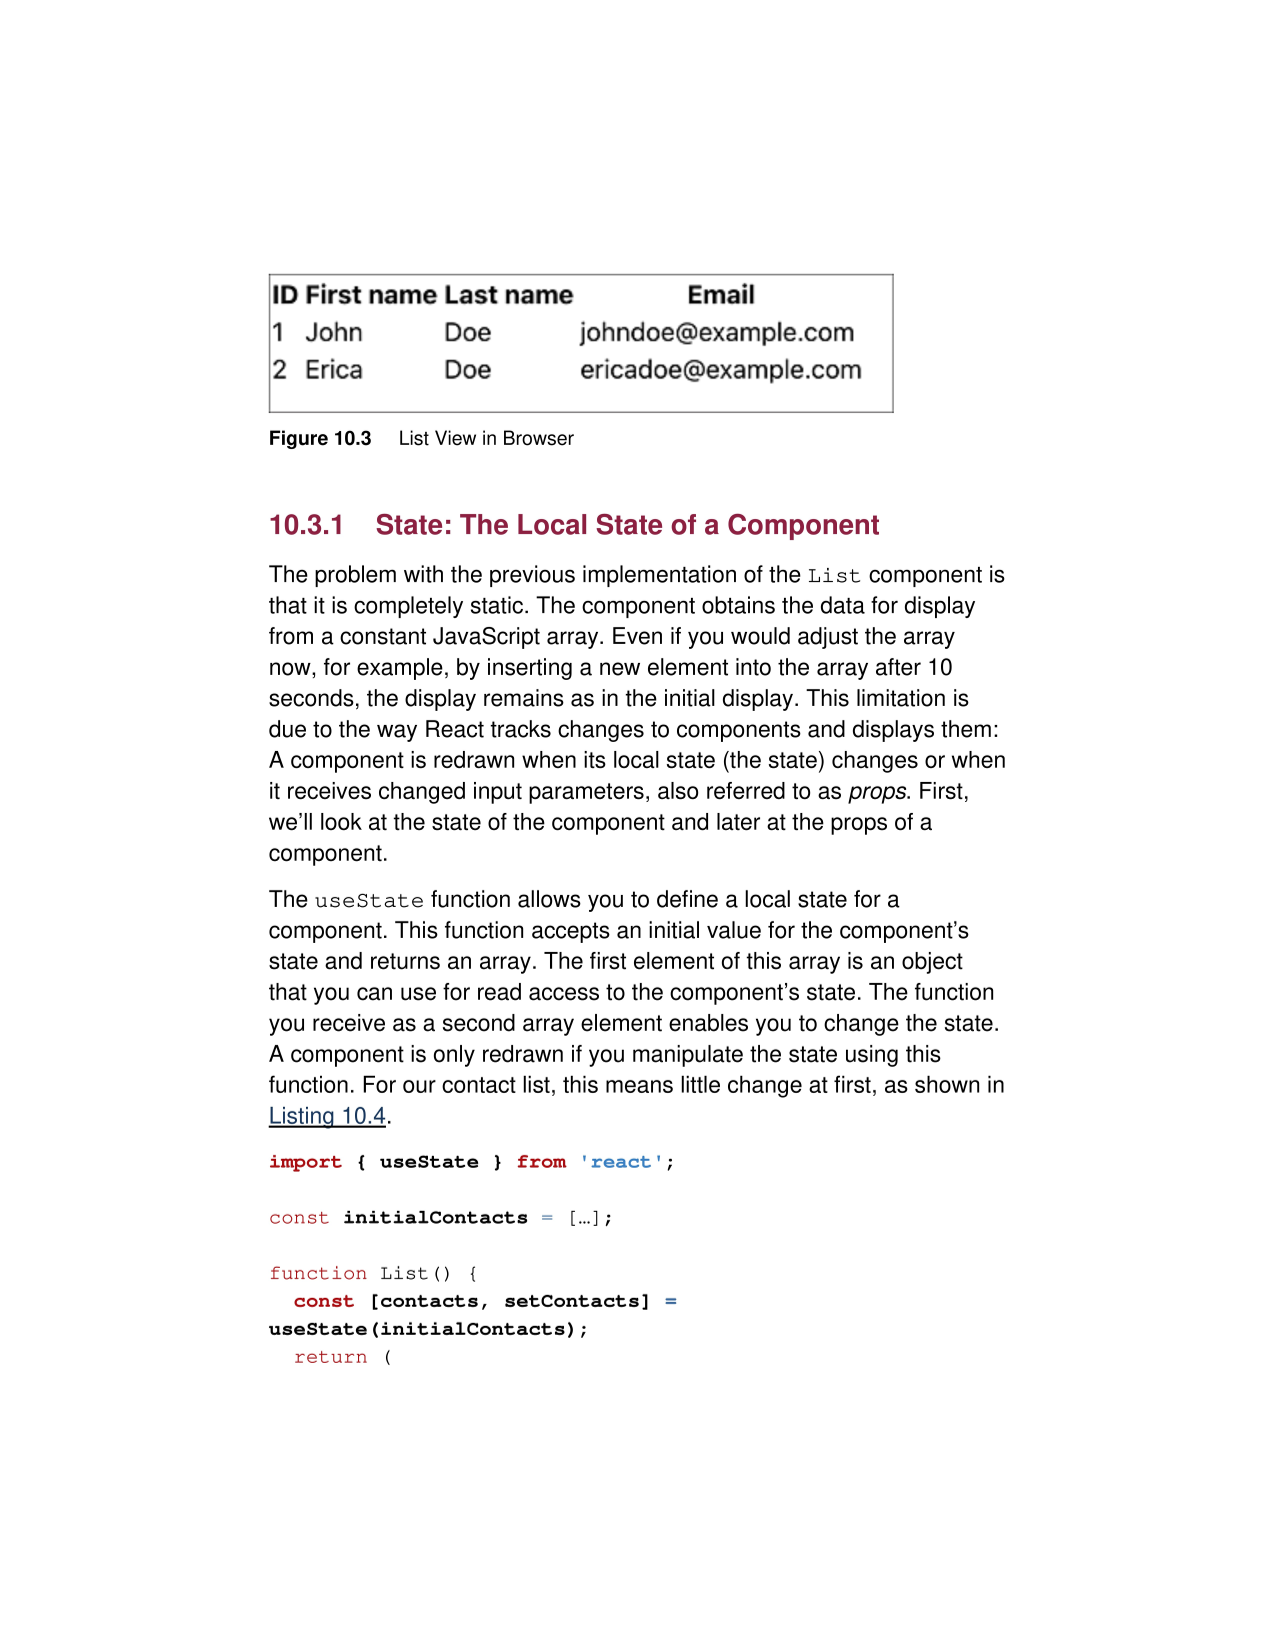 ID First name Last name Email
1 John Doe johndoe@example.com
2 Erica Doe ericadoe@example.com
Figure 10.3 List View in Browser
10.3.1 State: The Local State of a Component
The problem with the previous implementation of the List component is
that it is completely static. The component obtains the data for display
from a constant JavaScript array. Even if you would adjust the array
now, for example, by inserting a new element into the array after 10
seconds, the display remains as in the initial display. This limitation is
due to the way React tracks changes to components and displays them:
A component is redrawn when its local state (the state) changes or when
it receives changed input parameters, also referred to as props. First,
we’ll look at the state of the component and later at the props of a
component.
The useState function allows you to define a local state for a
component. This function accepts an initial value for the component’s
state and returns an array. The first element of this array is an object
that you can use for read access to the component’s state. The function
you receive as a second array element enables you to change the state.
A component is only redrawn if you manipulate the state using this
function. For our contact list, this means little change at first, as shown in
Listing 10.4.
import { useState } from 'react';
const initialContacts = […];
function List() {
  const [contacts, setContacts] =
useState(initialContacts);
  return (